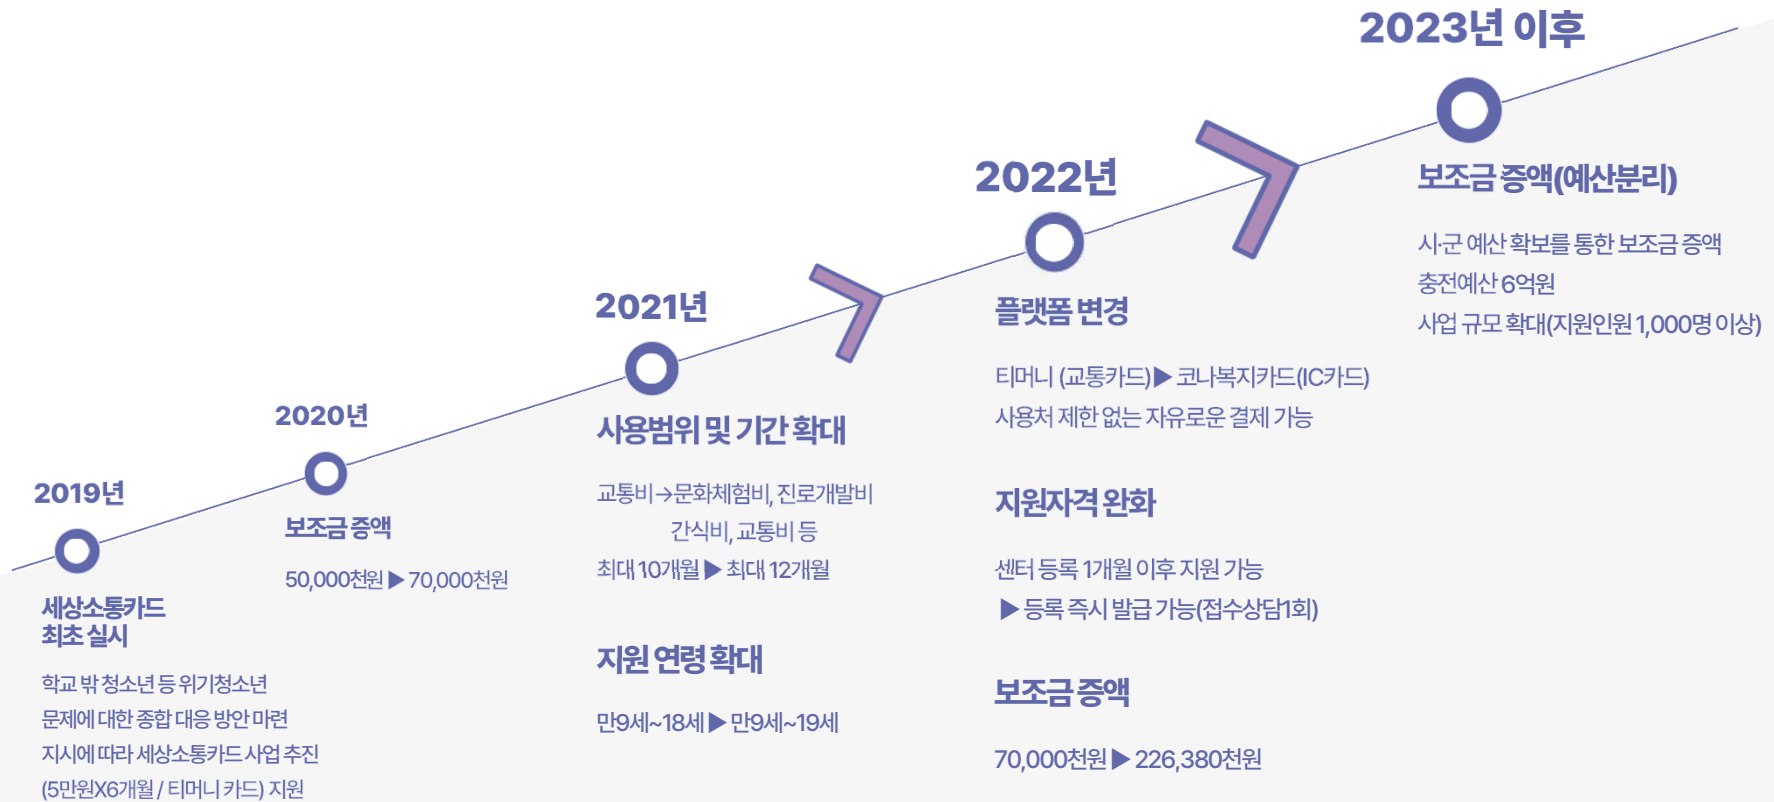 2019년
세상소통카드
최초 실시
학교 밖 청소년 등 위기청소년
문제에 대한 종합 대응 방안 마련
지시에 따라 세상소통카드 사업 추진
(5만원X6개월 / 티머니 카드) 지원
2020년
보조금 증액
50,000천원 ▶ 70,000천원
2021년
사용범위 및 기간 확대
교통비→문화체험비, 진로개발비
간식비, 교통비 등
최대 10개월 ▶ 최대 12개월
지원 연령 확대
만9세~18세 ▶ 만9세~19세
2022년
플랫폼 변경
티머니 (교통카드)▶ 코나복지카드(IC카드)
사용처 제한 없는 자유로운 결제 가능
지원자격 완화
센터 등록 1개월 이후 지원 가능
▶ 등록 즉시 발급 가능(접수상담1회)
보조금 증액
70,000천원 ▶ 226,380천원
2023년 이후
보조금 증액(예산분리)
시·군 예산 확보를 통한 보조금 증액
충전예산 6억원
사업 규모 확대(지원인원 1,000명 이상)